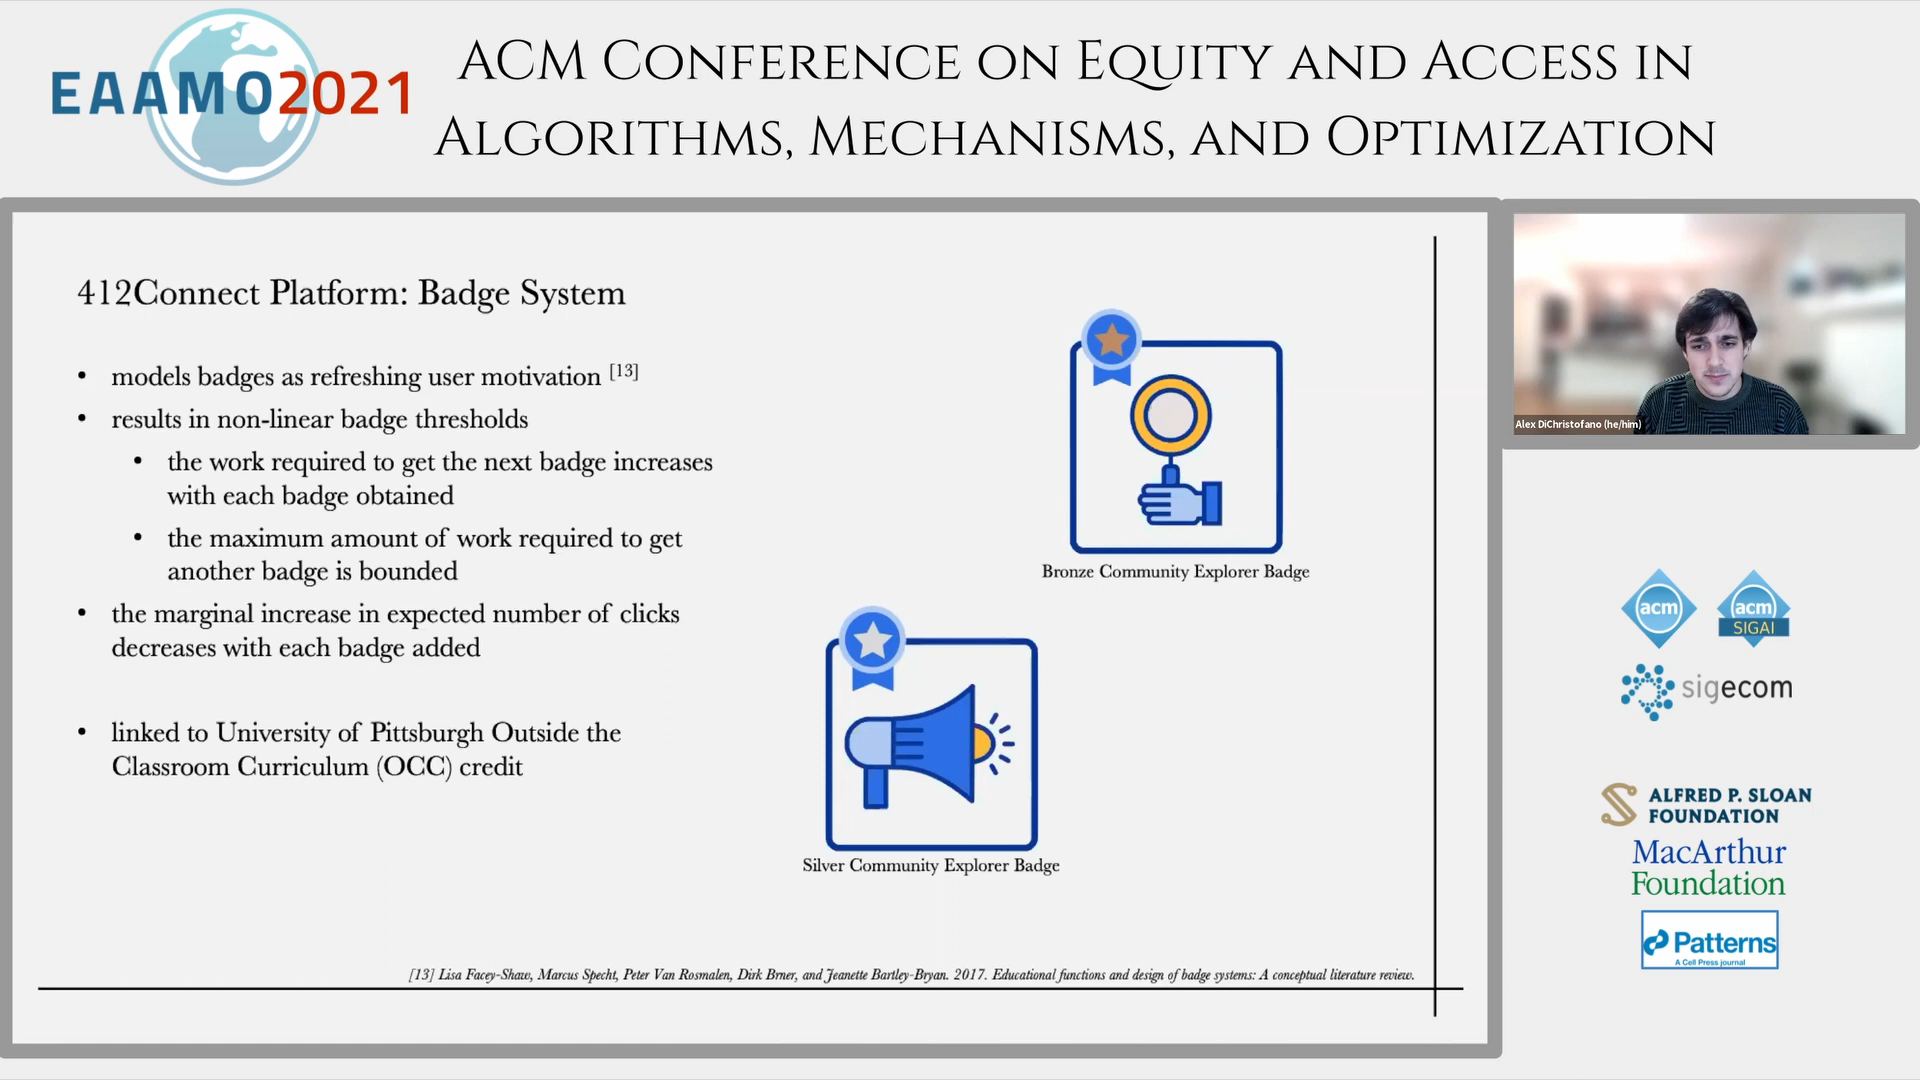 EAAMO2021
ACM Conference on Equity and Access in
Algorithms, Mechanisms, and Optimization
412Connect Platform: Badge System
• models badges as refreshing user motivation [13]
• results in non-linear badge thresholds
• the work required to get the next badge increases
with each badge obtained
• the maximum amount of work required to get
another badge is bounded
• the marginal increase in expected number of clicks
decreases with each badge added
• linked to University of Pittsburgh Outside the
Classroom Curriculum (OCC) credit
Bronze Community Explorer Badge
Silver Community Explorer Badge
[13] Lisa Facey-Shaw, Marcus Specht, Peter Van Rosmalen, Dirk Brner, and Jeanette Bartley-Bryan. 2017. Educational functions and design of badge systems: A conceptual literature review.
Alex DiChristofano (he/him)
acm
acm
SIGAI
sigecom
ALFRED P. SLOAN
FOUNDATION
MacArthur
Foundation
Patterns
A Cell Press journal